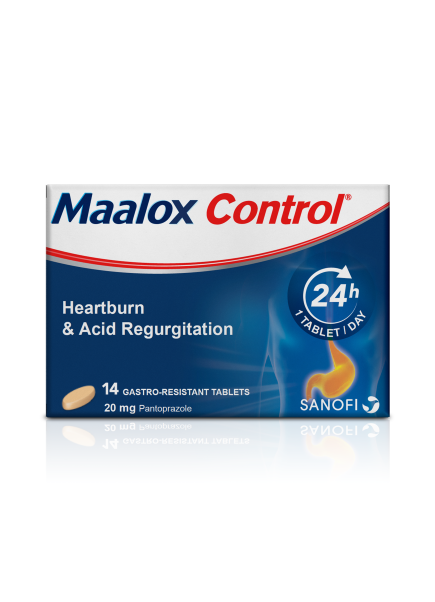 Maalox Control®
24h
1 TABLET / DAY
Heartburn
& Acid Regurgitation
14 GASTRO-RESISTANT TABLETS
20 mg Pantoprazole
SANOFI